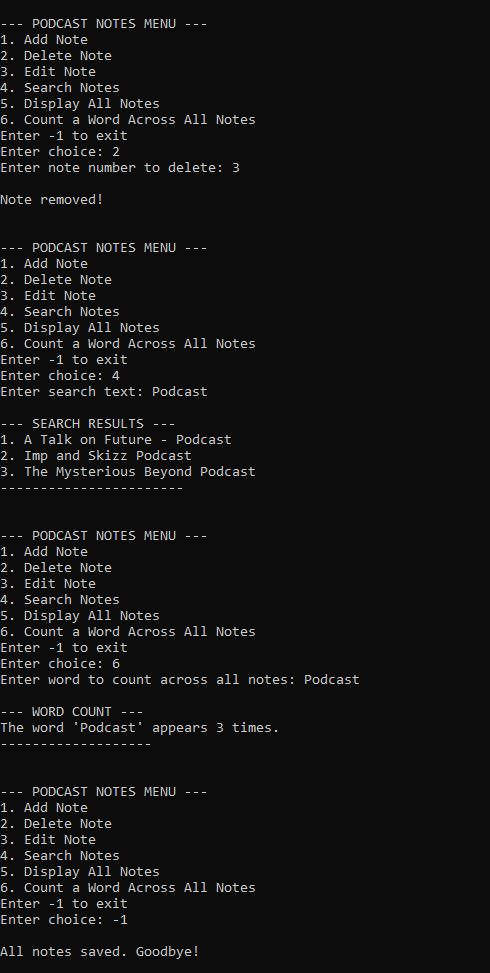 --- PODCAST NOTES MENU ---
1. Add Note
2. Delete Note
3. Edit Note
4. Search Notes
5. Display All Notes
6. Count a Word Across All Notes
Enter -1 to exit
Enter choice: 2
Enter note number to delete: 3
Note removed!
--- PODCAST NOTES MENU ---
1. Add Note
2. Delete Note
3. Edit Note
4. Search Notes
5. Display All Notes
6. Count a Word Across All Notes
Enter -1 to exit
Enter choice: 4
Enter search text: Podcast
--- SEARCH RESULTS ---
1. A Talk on Future - Podcast
2. Imp and Skizz Podcast
3. The Mysterious Beyond Podcast
-----------------------
--- PODCAST NOTES MENU ---
1. Add Note
2. Delete Note
3. Edit Note
4. Search Notes
5. Display All Notes
6. Count a Word Across All Notes
Enter -1 to exit
Enter choice: 6
Enter word to count across all notes: Podcast
--- WORD COUNT ---
The word 'Podcast' appears 3 times.
-------------------
--- PODCAST NOTES MENU ---
1. Add Note
2. Delete Note
3. Edit Note
4. Search Notes
5. Display All Notes
6. Count a Word Across All Notes
Enter -1 to exit
Enter choice: -1
All notes saved. Goodbye!